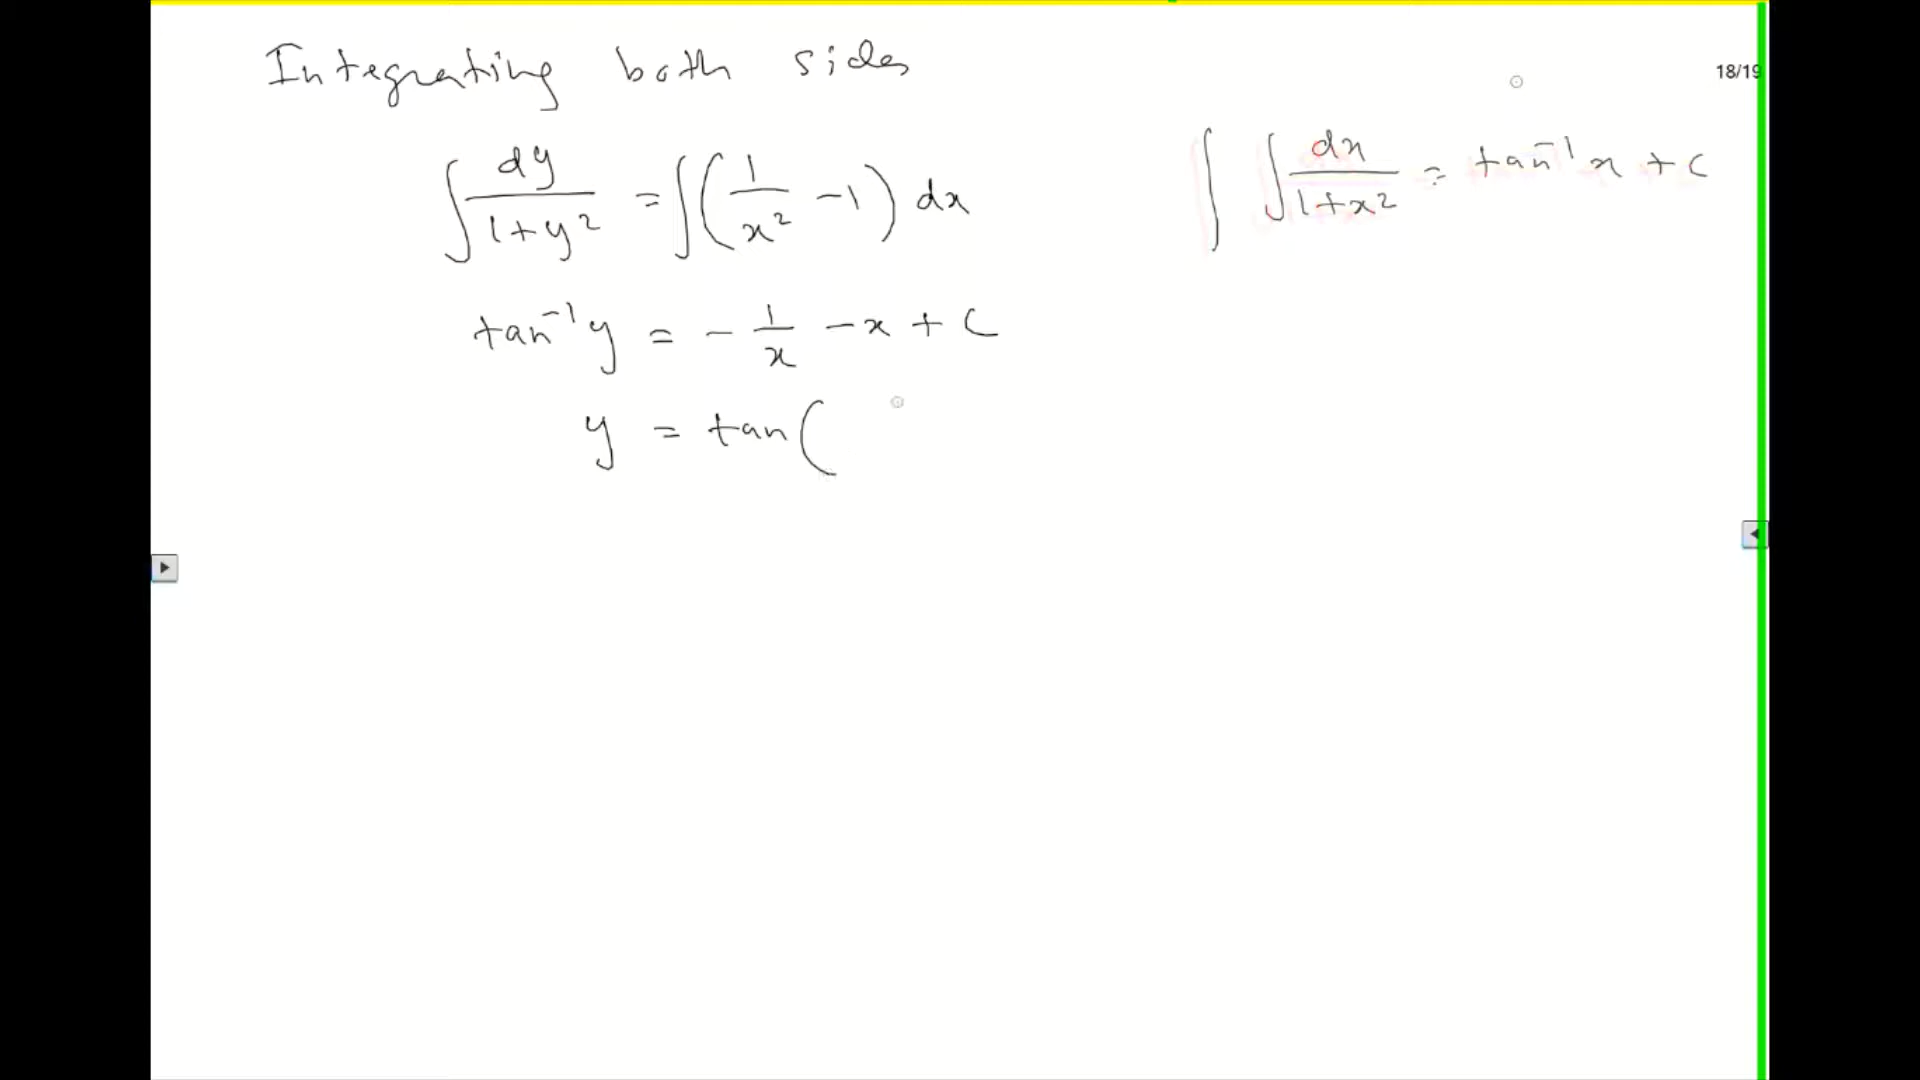 Integrating both sides
18/19
∫ dy/(1+y²) = ∫(1/x² −1) dx
∫ ∫ dx/(1+x²) = tan⁻¹x + c
tan⁻¹y = − 1/x − x + c
y = tan(